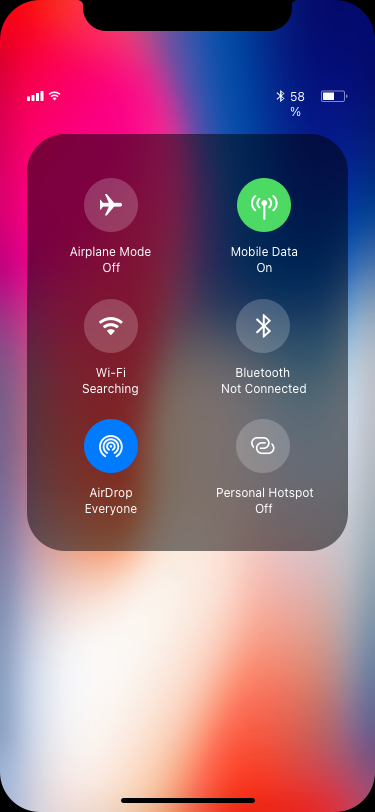 58
%
Airplane Mode
Off
Mobile Data
On
Wi-Fi
Searching
Bluetooth
Not Connected
AirDrop
Everyone
Personal Hotspot
Off